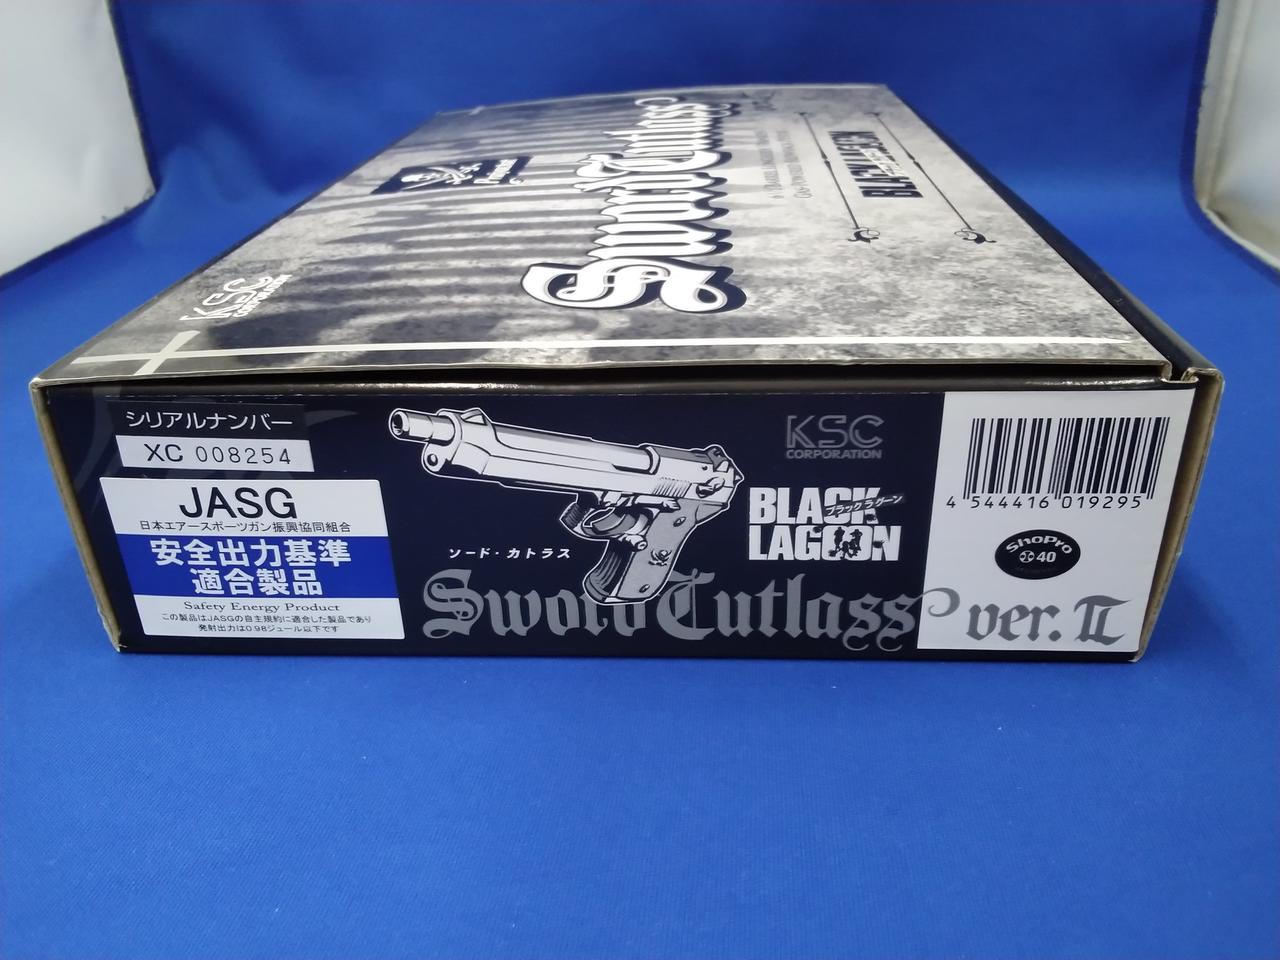 Sword Cutlass
BLACK LAGOON
KSC
CORPORATION
シリアルナンバー
XC 008254
JASG
日本エアースポーツガン振興協同組合
安全出力基準
適合製品
Safety Energy Product
この製品はJASGの自主規約に適合した製品であり
発射出力は0.98ジュール以下です
ソード・カトラス
KSC
CORPORATION
BLACK
ブラック ラグーン
LAGOON
Sword Cutlass ver.II
4 544416 019295
ShoPro
40